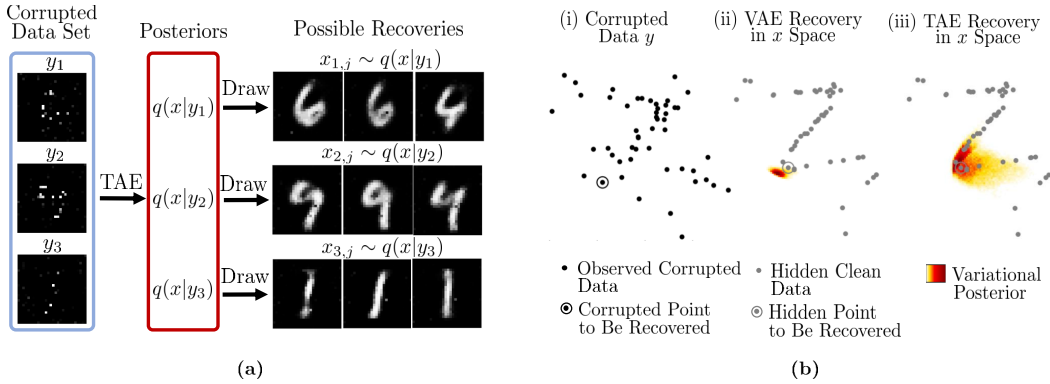 Corrupted
Data Set
Posteriors
Possible Recoveries
y₁
x₁,ⱼ ∼ q(x|y₁)
q(x|y₁)
Draw
y₂
x₂,ⱼ ∼ q(x|y₂)
TAE
q(x|y₂)
Draw
y₃
x₃,ⱼ ∼ q(x|y₃)
q(x|y₃)
Draw
(a)
(i) Corrupted
Data y
(ii) VAE Recovery
in x Space
(iii) TAE Recovery
in x Space
Observed Corrupted
Data
Corrupted Point
to Be Recovered
Hidden Clean
Data
Hidden Point
to Be Recovered
Variational
Posterior
(b)